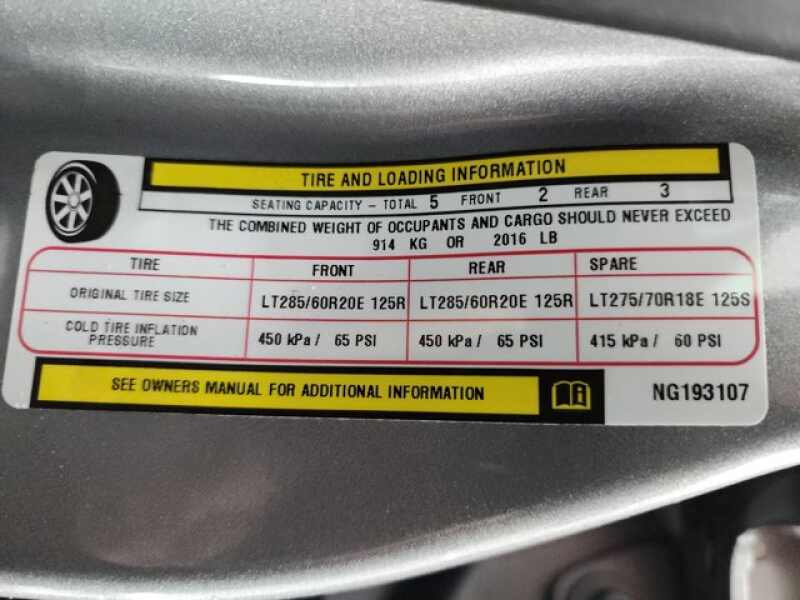 TIRE AND LOADING INFORMATION
SEATING CAPACITY – TOTAL 5 FRONT 2 REAR 3
THE COMBINED WEIGHT OF OCCUPANTS AND CARGO SHOULD NEVER EXCEED
914 KG OR 2016 LB
TIRE FRONT REAR SPARE
ORIGINAL TIRE SIZE LT285/60R20E 125R LT285/60R20E 125R LT275/70R18E 125S
COLD TIRE INFLATION PRESSURE 450 kPa / 65 PSI 450 kPa / 65 PSI 415 kPa / 60 PSI
SEE OWNERS MANUAL FOR ADDITIONAL INFORMATION NG193107